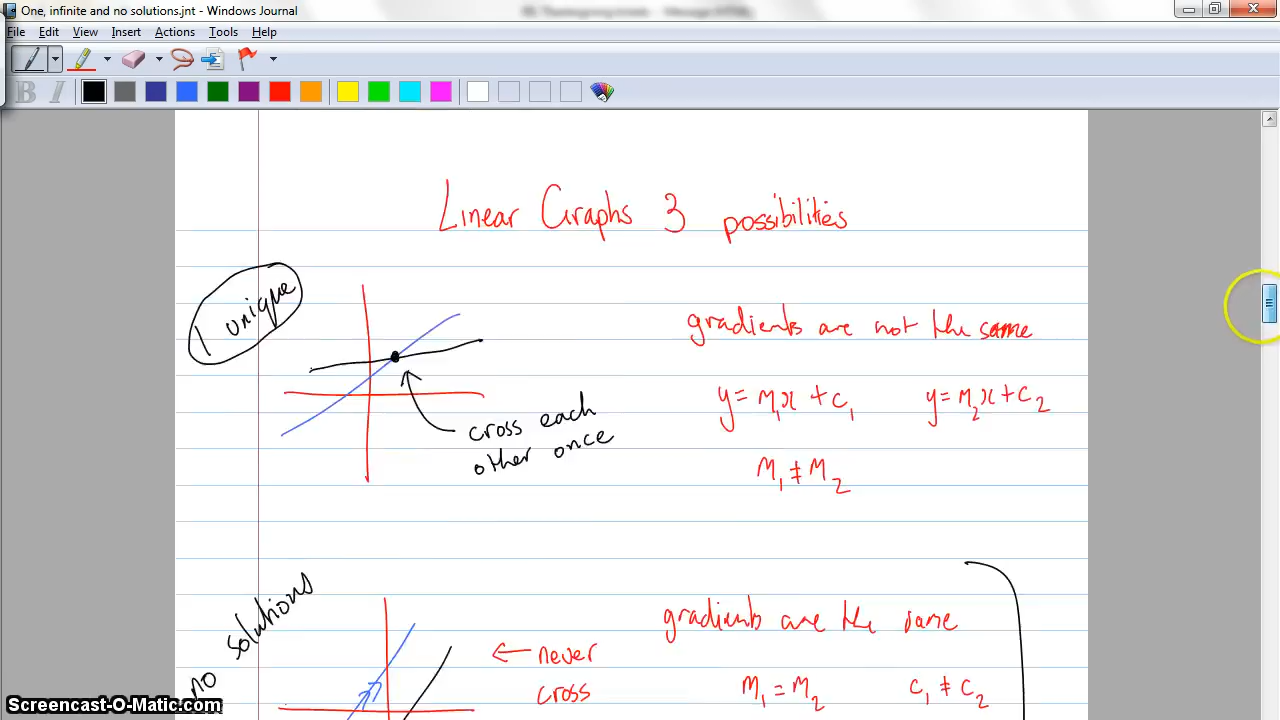 One, infinite and no solutions.jnt - Windows Journal
File Edit View Insert Actions Tools Help
B I
Linear Graphs 3 possibilities
1 unique
gradients are not the same
y = m₁x + c₁ y = m₂x + c₂
cross each
other once
M₁ ≠ M₂
no solutions
gradients are the same
← never
cross
M₁ = M₂ C₁ ≠ C₂
Screencast-O-Matic.com